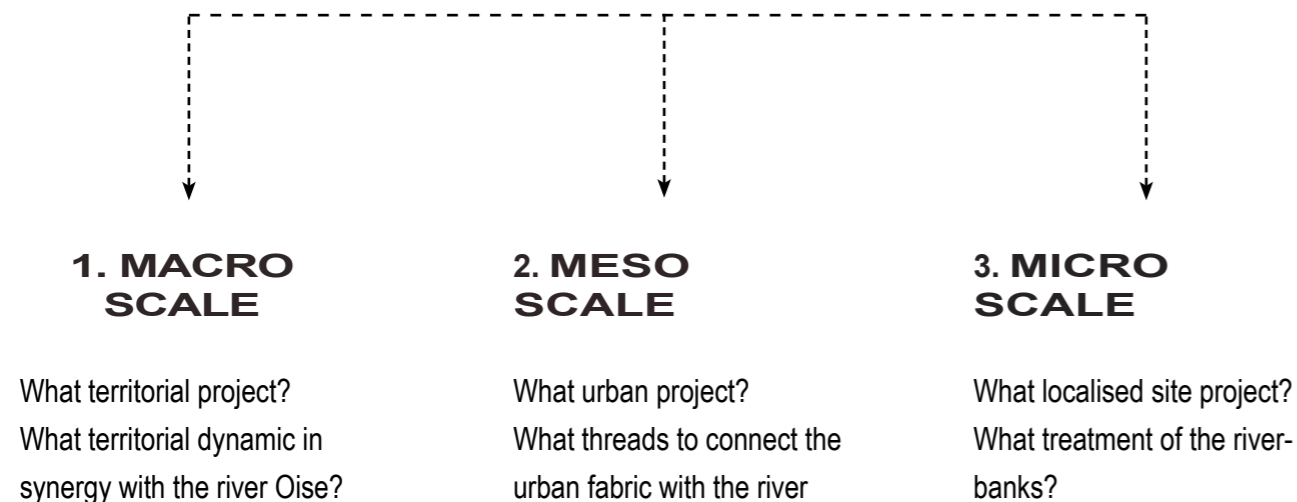 1. MACRO
SCALE
What territorial project?
What territorial dynamic in
synergy with the river Oise?
2. MESO
SCALE
What urban project?
What threads to connect the
urban fabric with the river
3. MICRO
SCALE
What localised site project?
What treatment of the river-
banks?